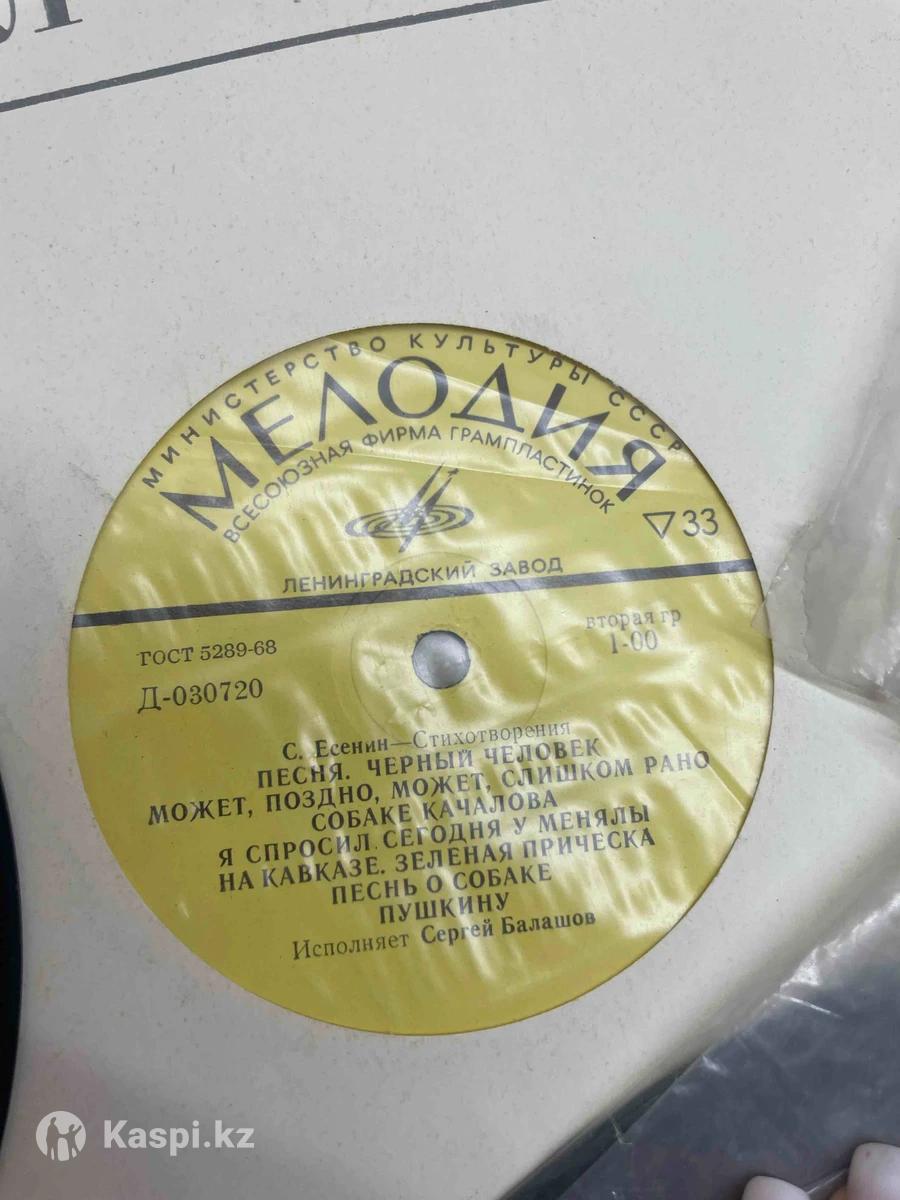 МИНИСТЕРСТВО КУЛЬТУРЫ СССР
МЕЛОДИЯ
ВСЕСОЮЗНАЯ ФИРМА ГРАМПЛАСТИНОК
33
ЛЕНИНГРАДСКИЙ ЗАВОД
ГОСТ 5289-68
вторая гр
Д-030720
1-00
С. Есенин—Стихотворения
ПЕСНЯ. ЧЕРНЫЙ ЧЕЛОВЕК
МОЖЕТ, ПОЗДНО, МОЖЕТ, СЛИШКОМ РАНО
СОБАКЕ КАЧАЛОВА
Я СПРОСИЛ СЕГОДНЯ У МЕНЯЛЫ
НА КАВКАЗЕ. ЗЕЛЕНАЯ ПРИЧЕСКА
ПЕСНЬ О СОБАКЕ
ПУШКИНУ
Исполняет Сергей Балашов
Kaspi.kz